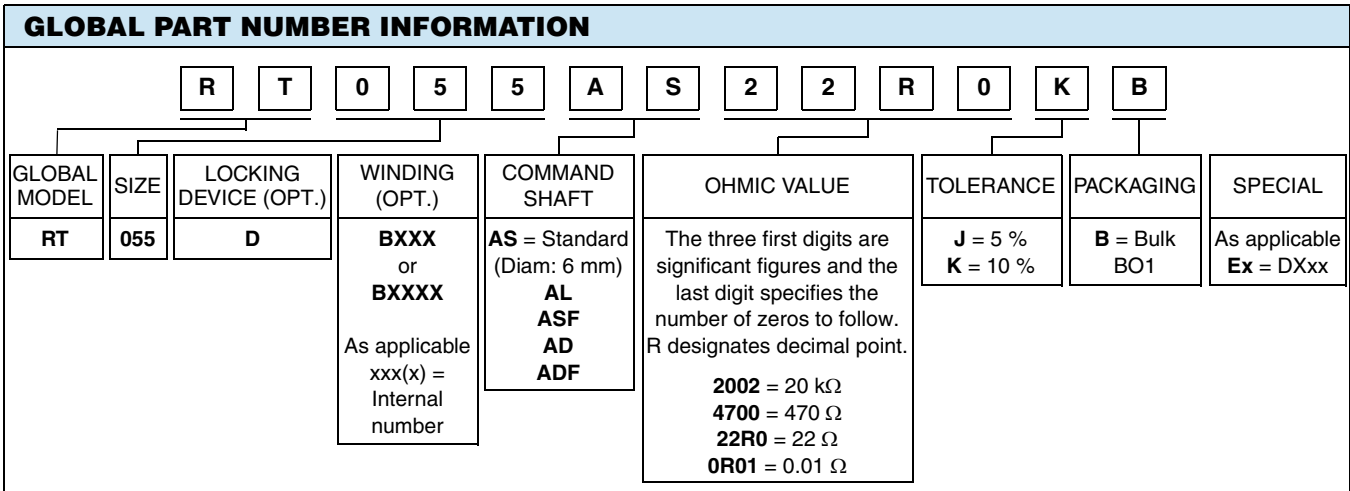 GLOBAL PART NUMBER INFORMATION
R T 0 5 5 A S 2 2 R 0 K B
GLOBAL
MODEL
RT
SIZE
055
LOCKING
DEVICE (OPT.)
D
WINDING
(OPT.)
BXXX
or
BXXXX
As applicable
xxx(x) =
Internal
number
COMMAND
SHAFT
AS = Standard
(Diam: 6 mm)
AL
ASF
AD
ADF
OHMIC VALUE
The three first digits are
significant figures and the
last digit specifies the
number of zeros to follow.
R designates decimal point.
2002 = 20 kΩ
4700 = 470 Ω
22R0 = 22 Ω
0R01 = 0.01 Ω
TOLERANCE
J = 5 %
K = 10 %
PACKAGING
B = Bulk
BO1
SPECIAL
As applicable
Ex = DXxx